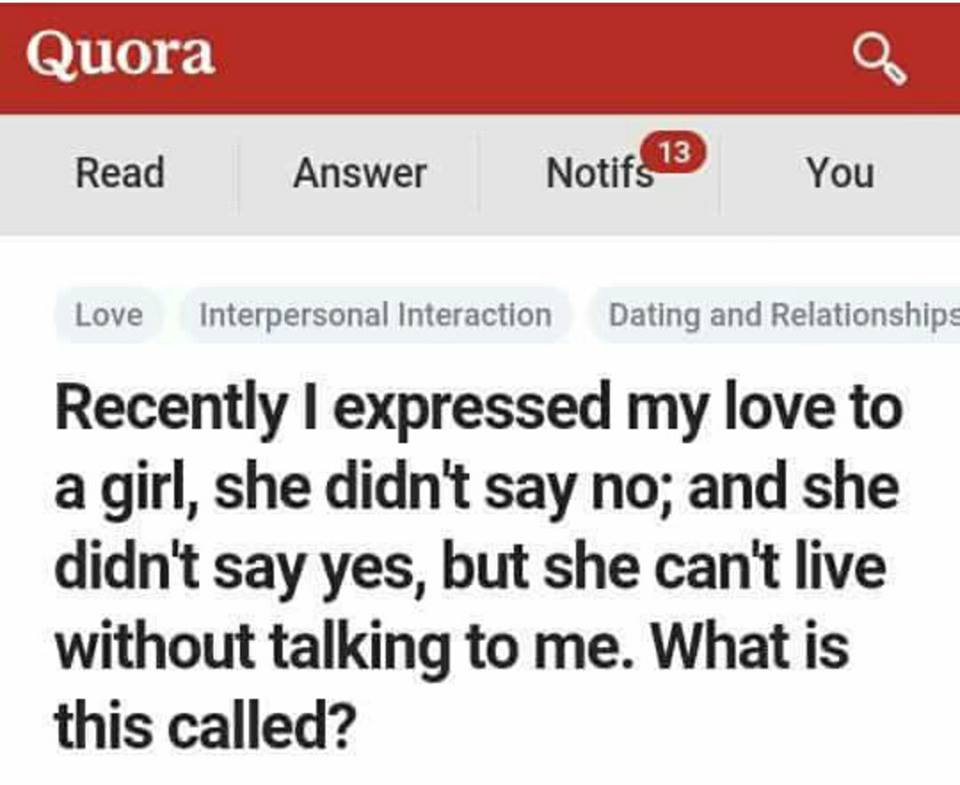 Quora
Read Answer Notifs 13 You
Love Interpersonal Interaction Dating and Relationships
Recently I expressed my love to
a girl, she didn't say no; and she
didn't say yes, but she can't live
without talking to me. What is
this called?